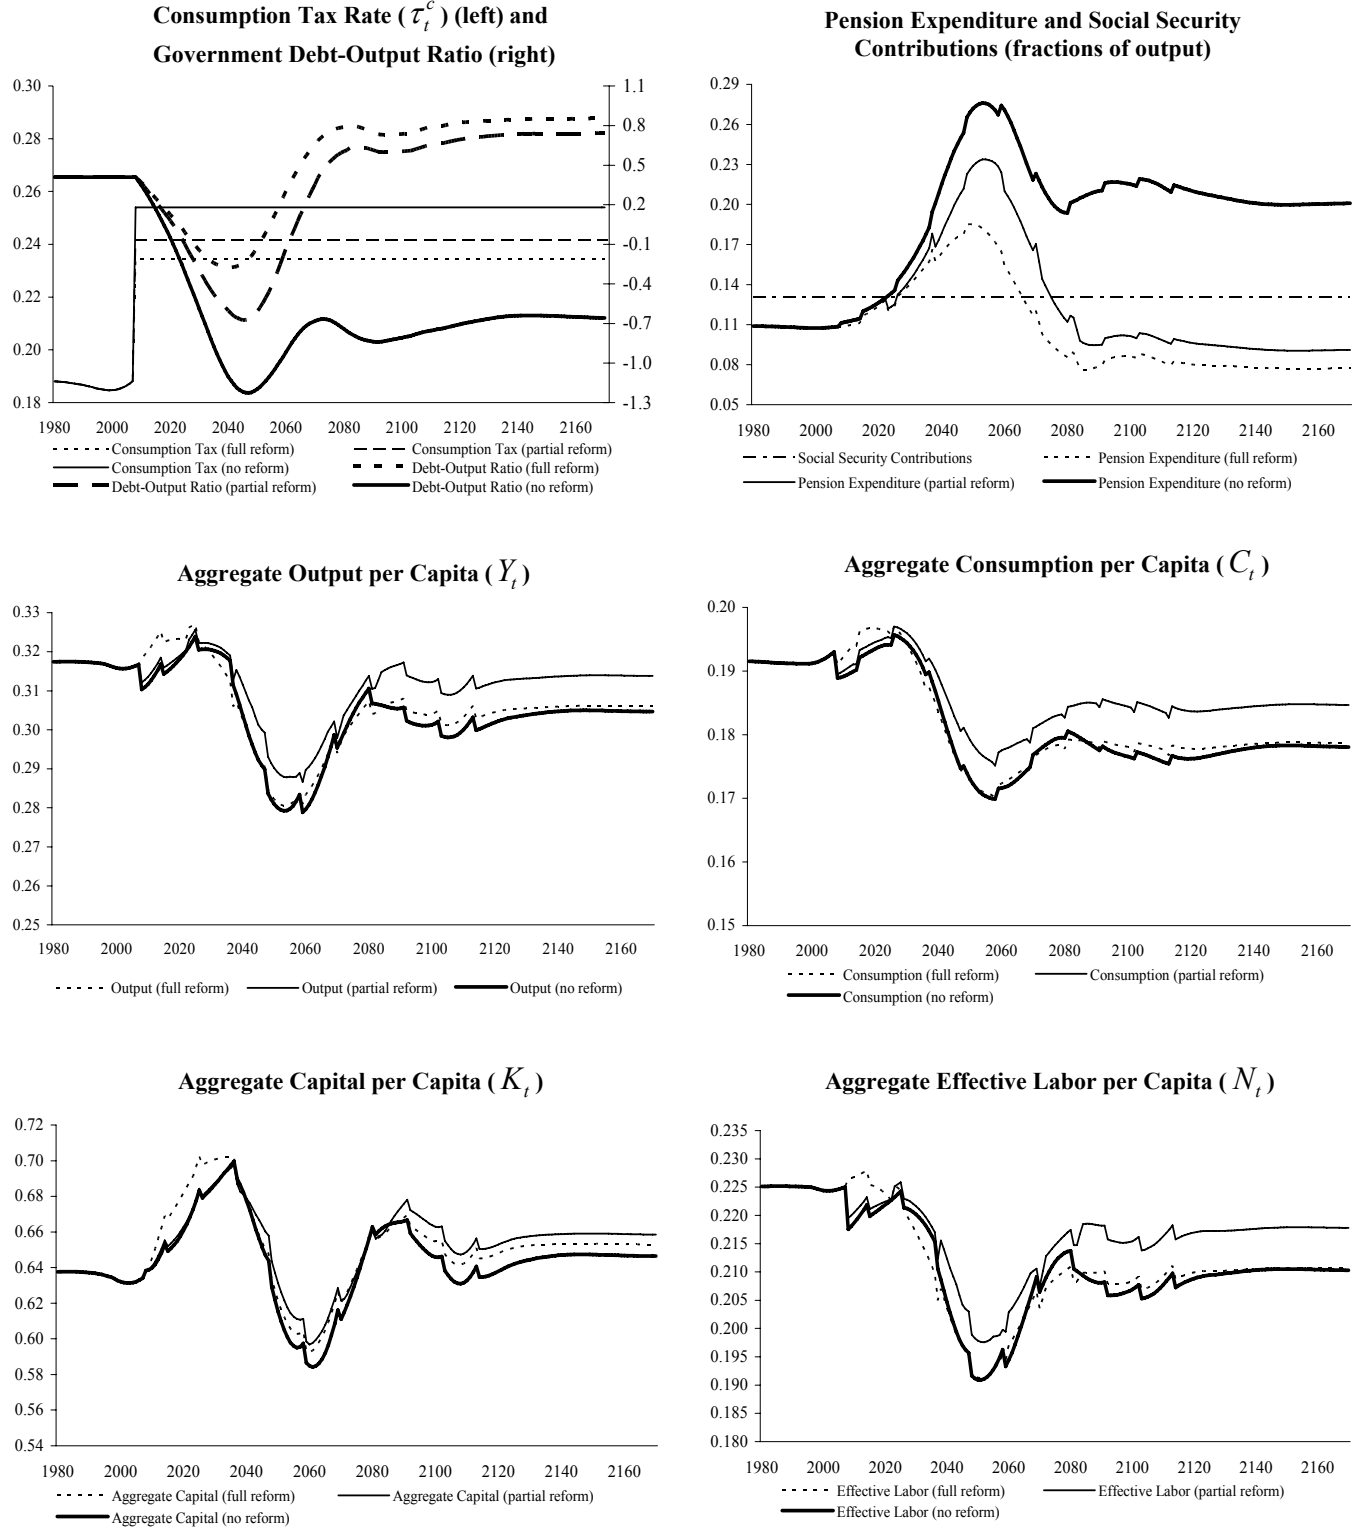 Consumption Tax Rate ( τ_t^c ) (left) and
Government Debt-Output Ratio (right)
0.30
0.28
0.26
0.24
0.22
0.20
0.18
1.1
0.8
0.5
0.2
-0.1
-0.4
-0.7
-1.0
-1.3
1980 2000 2020 2040 2060 2080 2100 2120 2140 2160
Consumption Tax (full reform) Consumption Tax (partial reform)
Consumption Tax (no reform) Debt-Output Ratio (full reform)
Debt-Output Ratio (partial reform) Debt-Output Ratio (no reform)
Pension Expenditure and Social Security
Contributions (fractions of output)
0.29
0.26
0.23
0.20
0.17
0.14
0.11
0.08
0.05
1980 2000 2020 2040 2060 2080 2100 2120 2140 2160
Social Security Contributions Pension Expenditure (full reform)
Pension Expenditure (partial reform) Pension Expenditure (no reform)
Aggregate Output per Capita ( Y_t )
0.33
0.32
0.31
0.30
0.29
0.28
0.27
0.26
0.25
1980 2000 2020 2040 2060 2080 2100 2120 2140 2160
Output (full reform) Output (partial reform) Output (no reform)
Aggregate Consumption per Capita ( C_t )
0.20
0.19
0.18
0.17
0.16
0.15
1980 2000 2020 2040 2060 2080 2100 2120 2140 2160
Consumption (full reform) Consumption (partial reform)
Consumption (no reform)
Aggregate Capital per Capita ( K_t )
0.72
0.70
0.68
0.66
0.64
0.62
0.60
0.58
0.56
0.54
1980 2000 2020 2040 2060 2080 2100 2120 2140 2160
Aggregate Capital (full reform) Aggregate Capital (partial reform)
Aggregate Capital (no reform)
Aggregate Effective Labor per Capita ( N_t )
0.235
0.230
0.225
0.220
0.215
0.210
0.205
0.200
0.195
0.190
0.185
0.180
1980 2000 2020 2040 2060 2080 2100 2120 2140 2160
Effective Labor (full reform) Effective Labor (partial reform)
Effective Labor (no reform)